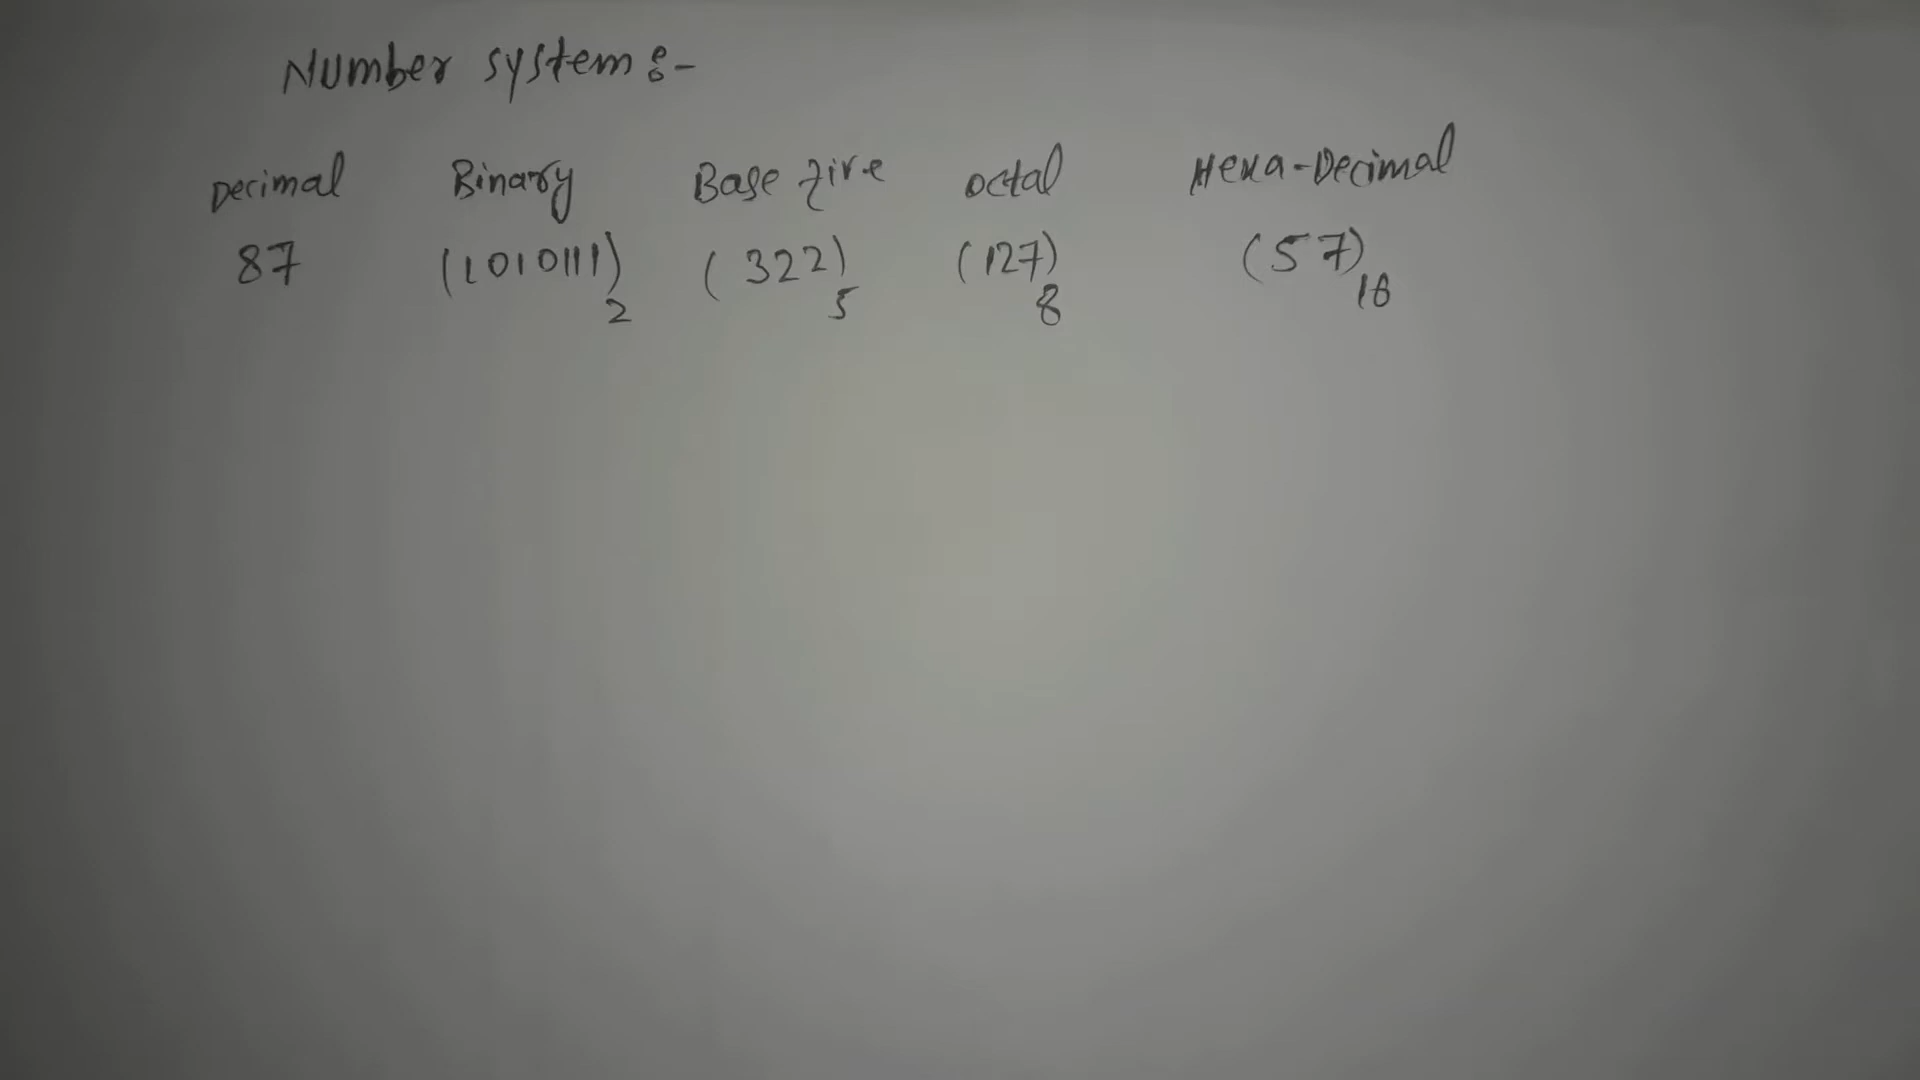 Number system :-
Decimal Binary Base five octal Hexa-Decimal
87 (1010111)2 (322)5 (127)8 (57)16